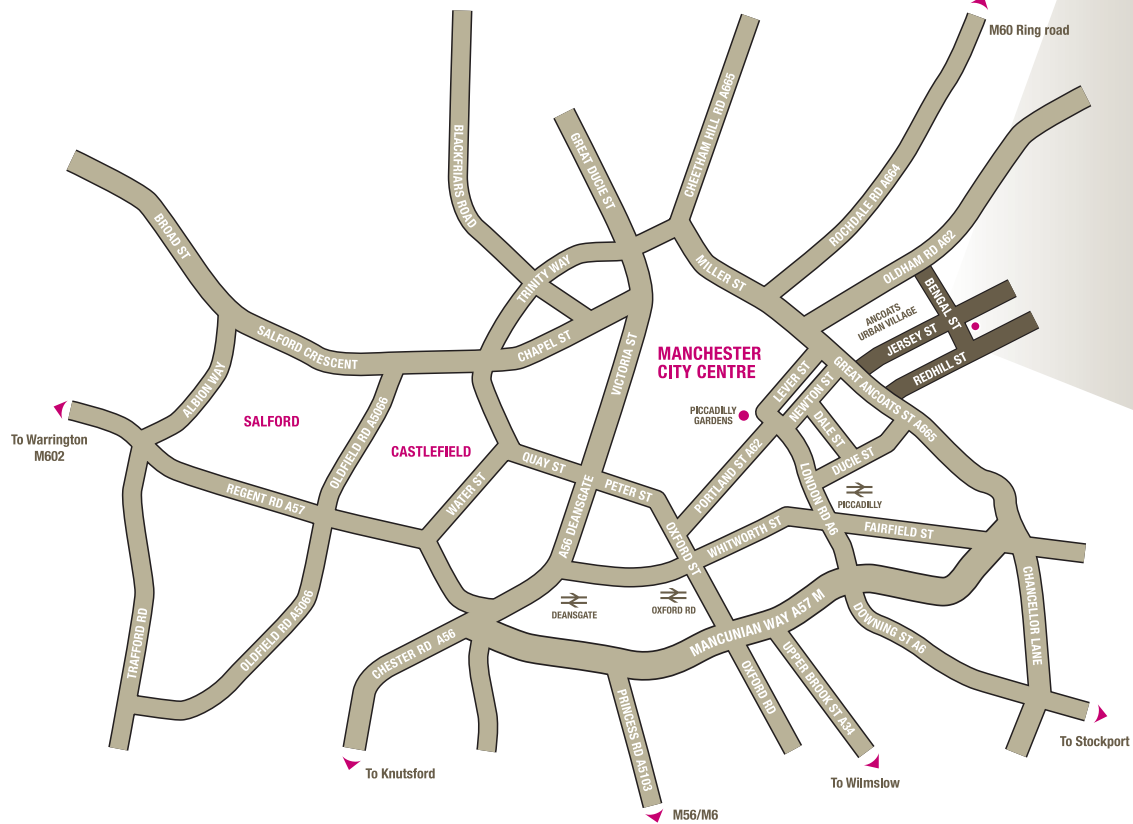 M60 Ring road
BLACKFRIARS ROAD
GREAT DUCIE ST
CHEETHAM HILL RD A665
ROCHDALE RD A664
OLDHAM RD A62
BROAD ST
TRINITY WAY
MILLER ST
BENGAL ST
ANCOATS
URBAN VILLAGE
JERSEY ST
REDHILL ST
SALFORD CRESCENT
CHAPEL ST
VICTORIA ST
MANCHESTER
CITY CENTRE
LEVER ST
NEWTON ST
GREAT ANCOATS ST A665
ALBION WAY
PICCADILLY
GARDENS
DALE ST
To Warrington
M602
SALFORD
OLDFIELD RD A5066
CASTLEFIELD
QUAY ST
PETER ST
PORTLAND ST A62
DUCIE ST
LONDON RD A6
PICCADILLY
REGENT RD A57
WATER ST
A56 DEANSGATE
OXFORD ST
WHITWORTH ST
FAIRFIELD ST
DEANSGATE
OXFORD RD
MANCUNIAN WAY A57 M
DOWNING ST A6
CHANCELLOR LANE
TRAFFORD RD
OLDFIELD RD A5066
CHESTER RD A56
PRINCESS RD A5103
OXFORD RD
UPPER BROOK ST A34
To Stockport
To Knutsford
To Wilmslow
M56/M6